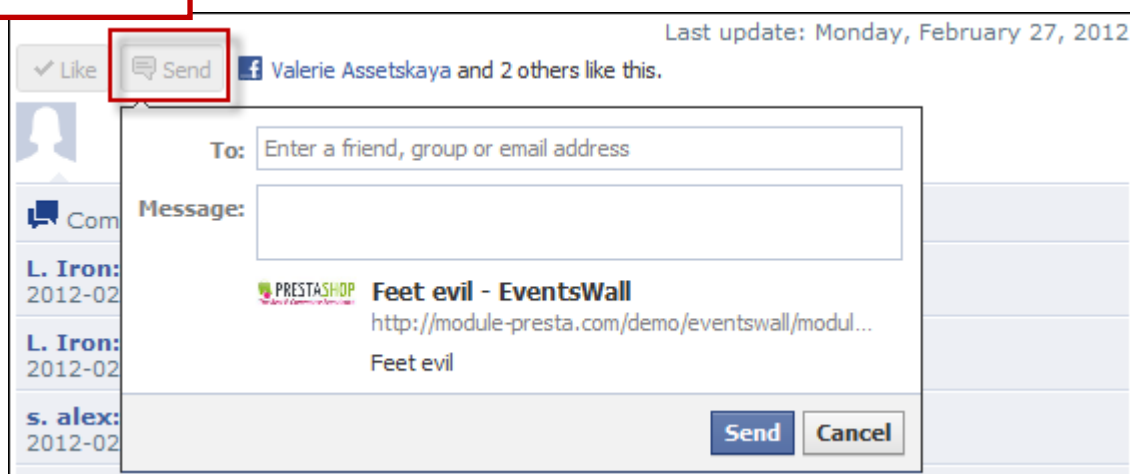 Last update: Monday, February 27, 2012
Like Send Valerie Assetskaya and 2 others like this.
To: Enter a friend, group or email address
Message:
Com
L. Iron:
2012-02
PRESTASHOP Feet evil - EventsWall
http://module-presta.com/demo/eventswall/modul...
L. Iron:
2012-02
Feet evil
s. alex:
2012-02
Send Cancel